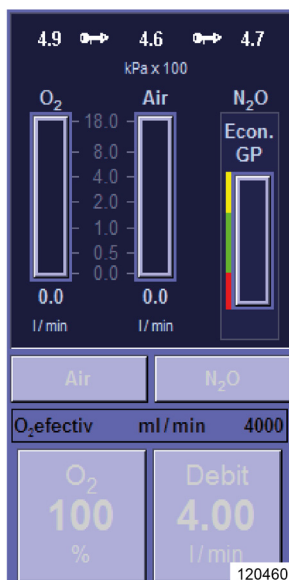 4.9 4.6 4.7
kPa x 100
O₂ Air N₂O
18.0
8.0
4.0
2.0
1.0
0.5
0.0
Econ.
GP
0.0 0.0
l/min l/min
Air N₂O
O₂efectiv ml/min 4000
O₂ Debit
100 4.00
% l/min
120460